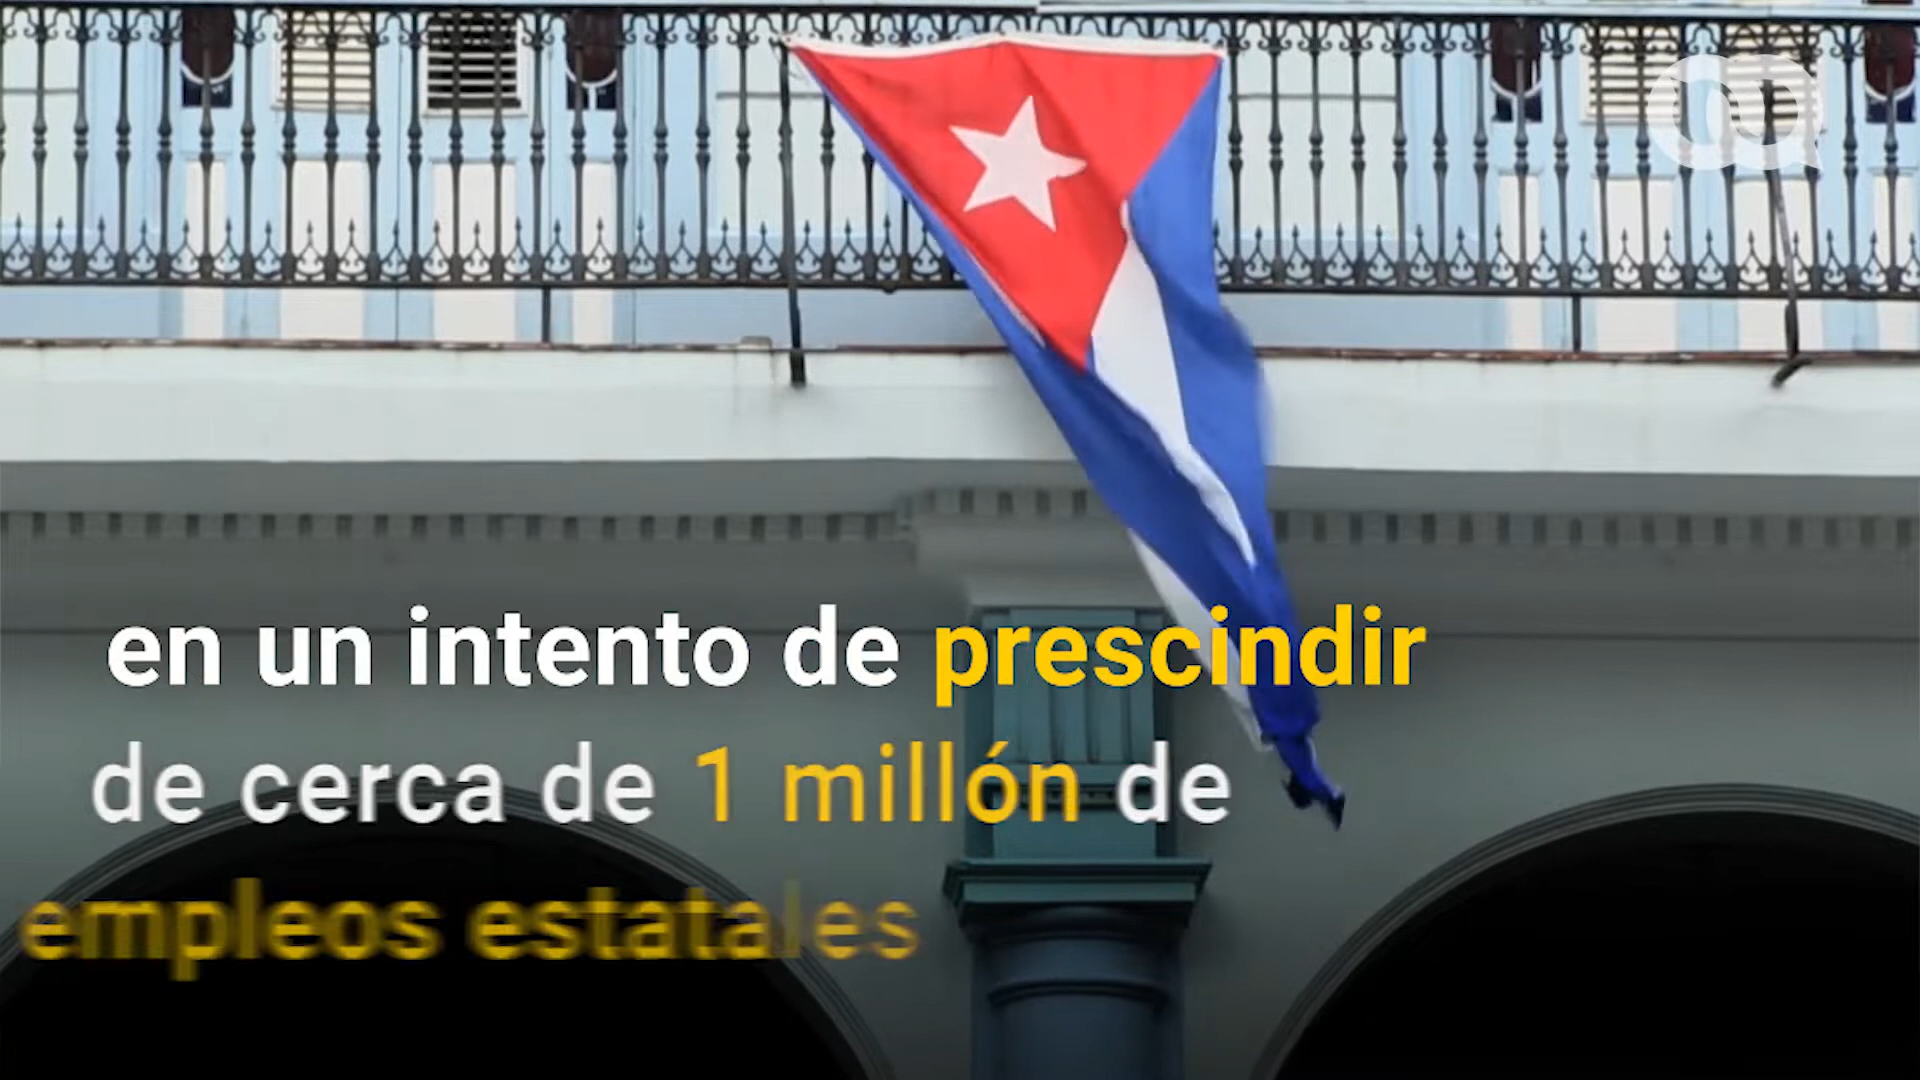 en un intento de prescindir
de cerca de 1 millón de
empleos estatales